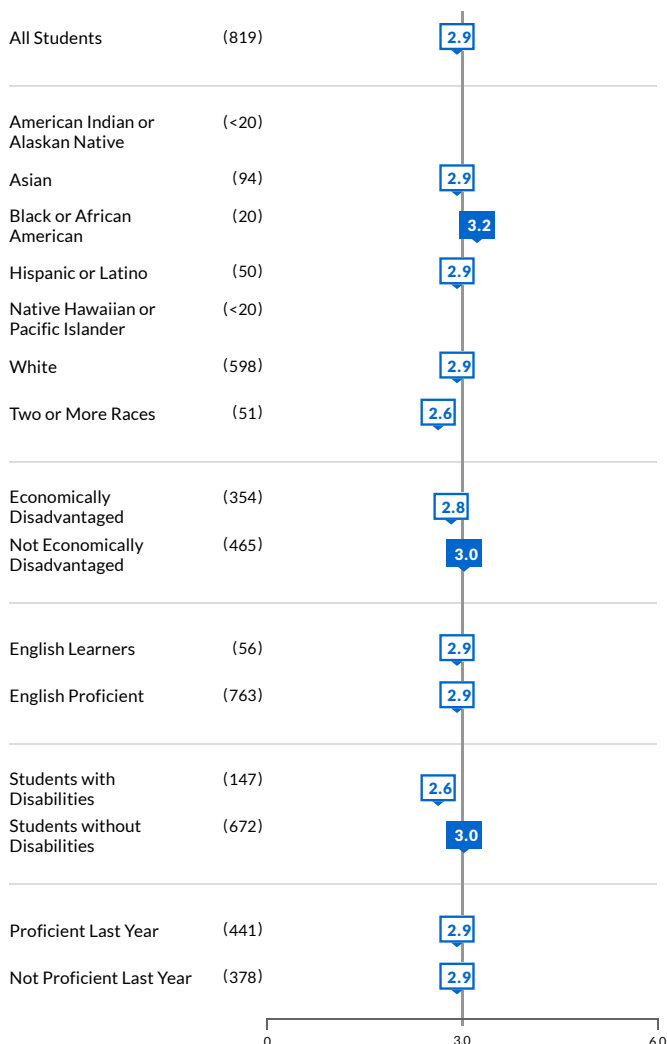 All Students (819) 2.9
American Indian or (<20)
Alaskan Native
Asian (94) 2.9
Black or African (20) 3.2
American
Hispanic or Latino (50) 2.9
Native Hawaiian or (<20)
Pacific Islander
White (598) 2.9
Two or More Races (51) 2.6
Economically (354) 2.8
Disadvantaged
Not Economically (465) 3.0
Disadvantaged
English Learners (56) 2.9
English Proficient (763) 2.9
Students with (147) 2.6
Disabilities
Students without (672) 3.0
Disabilities
Proficient Last Year (441) 2.9
Not Proficient Last Year (378) 2.9
0 3.0 6.0